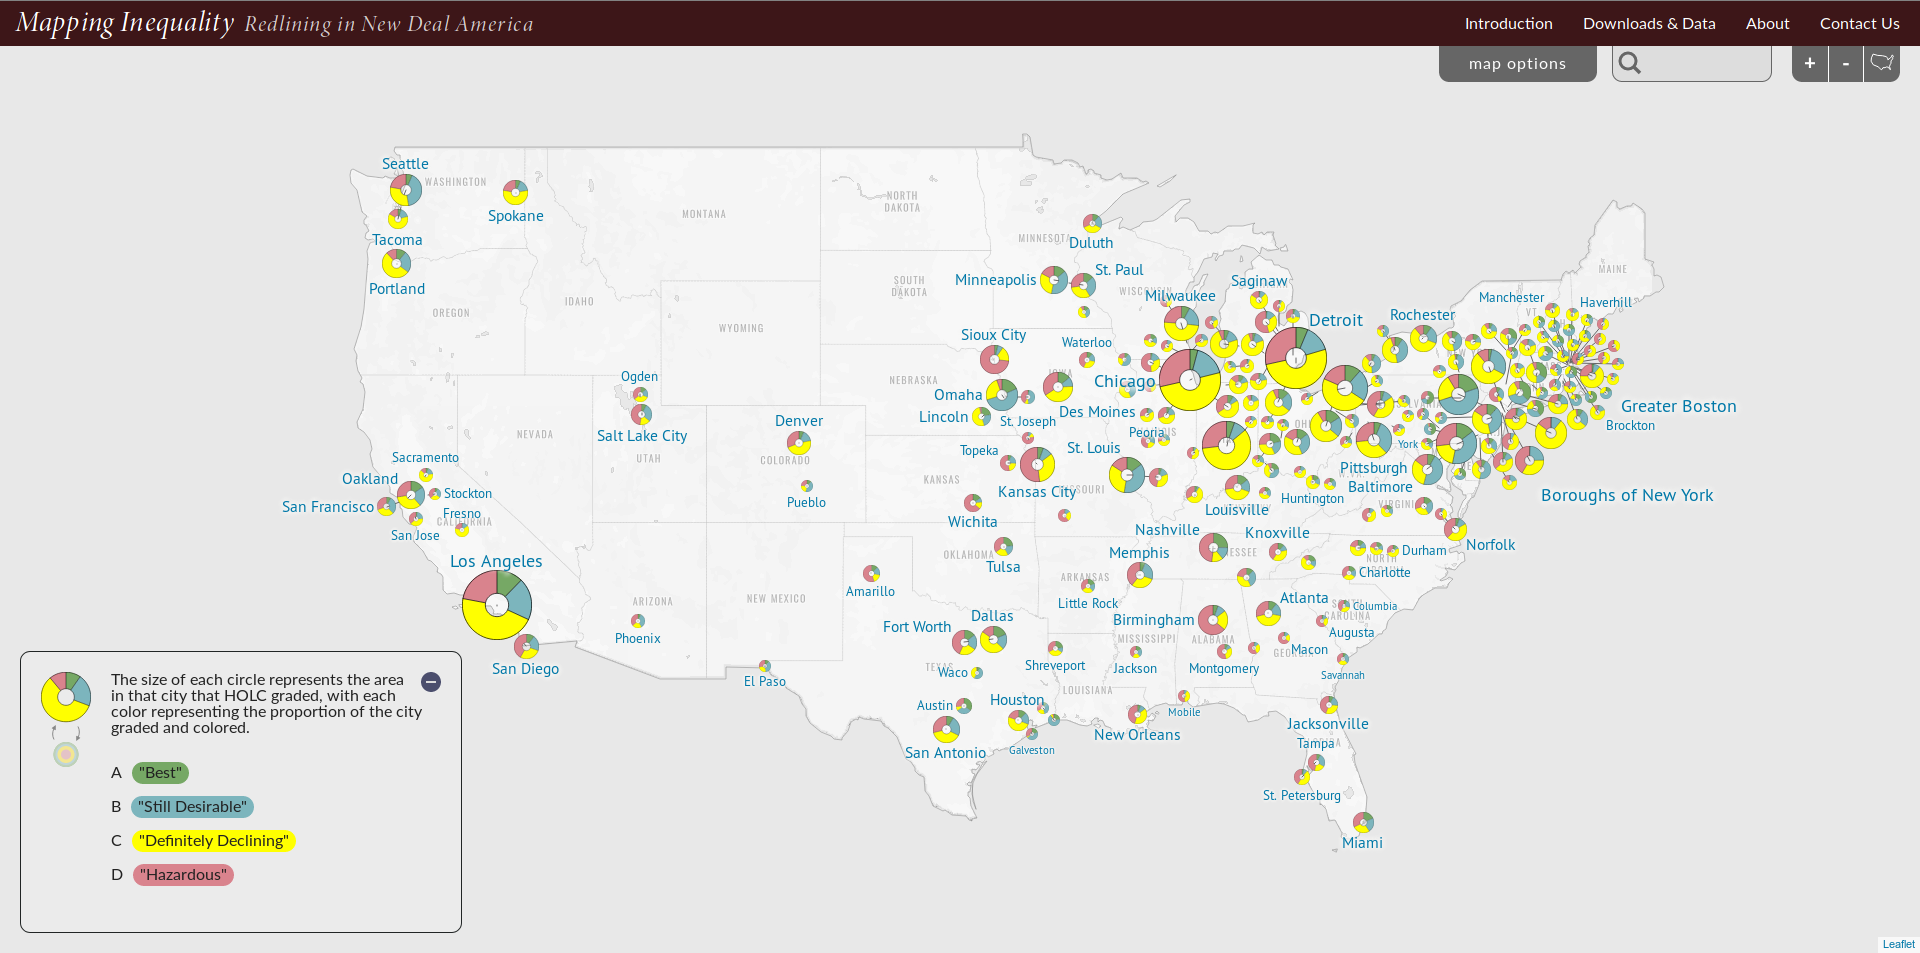 Mapping Inequality Redlining in New Deal America
Introduction
Downloads & Data
About
Contact Us
map options
+
-
Seattle
WASHINGTON
Spokane
Tacoma
Portland
OREGON
MONTANA
IDAHO
WYOMING
NORTH
DAKOTA
SOUTH
DAKOTA
MINNESOTA
Duluth
Minneapolis
St. Paul
Milwaukee
Saginaw
Detroit
Rochester
Manchester
VT
Haverhill
MAINE
Sioux City
Waterloo
IOWA
Chicago
NEBRASKA
Omaha
Lincoln
St. Joseph
Des Moines
Peoria
Ogden
Salt Lake City
NEVADA
UTAH
Denver
COLORADO
Pueblo
Topeka
KANSAS
Kansas City
St. Louis
Wichita
Greater Boston
Brockton
York
Pittsburgh
Baltimore
Boroughs of New York
Huntington
Louisville
Sacramento
Oakland
Stockton
San Francisco
Fresno
CALIFORNIA
San Jose
Los Angeles
San Diego
ARIZONA
Phoenix
NEW MEXICO
Amarillo
OKLAHOMA
Tulsa
ARKANSAS
Little Rock
Nashville
Knoxville
Memphis
Norfolk
Durham
NORTH
Charlotte
Atlanta
Columbia
CAROLINA
Augusta
Birmingham
MISSISSIPPI
ALABAMA
Macon
Savannah
Dallas
Fort Worth
TEXAS
Waco
El Paso
Shreveport
Jackson
Montgomery
LOUISIANA
Austin
Houston
San Antonio
Galveston
New Orleans
Mobile
Jacksonville
Tampa
St. Petersburg
Miami
The size of each circle represents the area
in that city that HOLC graded, with each
color representing the proportion of the city
graded and colored.
A "Best"
B "Still Desirable"
C "Definitely Declining"
D "Hazardous"
Leaflet